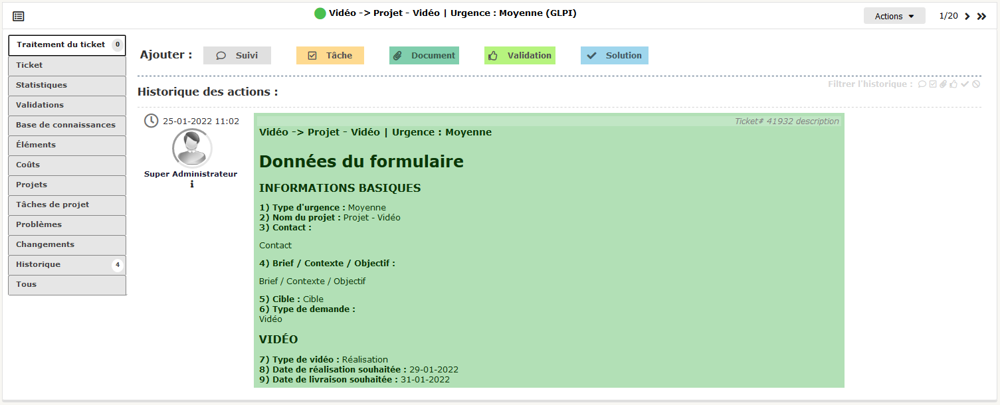 Vidéo -> Projet - Vidéo | Urgence : Moyenne (GLPI)
Actions
1/20
Traitement du ticket 0
Ticket
Statistiques
Validations
Base de connaissances
Éléments
Coûts
Projets
Tâches de projet
Problèmes
Changements
Historique 4
Tous
Ajouter :
Suivi
Tâche
Document
Validation
Solution
Historique des actions :
Filtrer l'historique :
25-01-2022 11:02
Super Administrateur
Ticket# 41932 description
Vidéo -> Projet - Vidéo | Urgence : Moyenne
Données du formulaire
INFORMATIONS BASIQUES
1) Type d'urgence : Moyenne
2) Nom du projet : Projet - Vidéo
3) Contact :
Contact
4) Brief / Contexte / Objectif :
Brief / Contexte / Objectif
5) Cible : Cible
6) Type de demande :
Vidéo
VIDÉO
7) Type de vidéo : Réalisation
8) Date de réalisation souhaitée : 29-01-2022
9) Date de livraison souhaitée : 31-01-2022